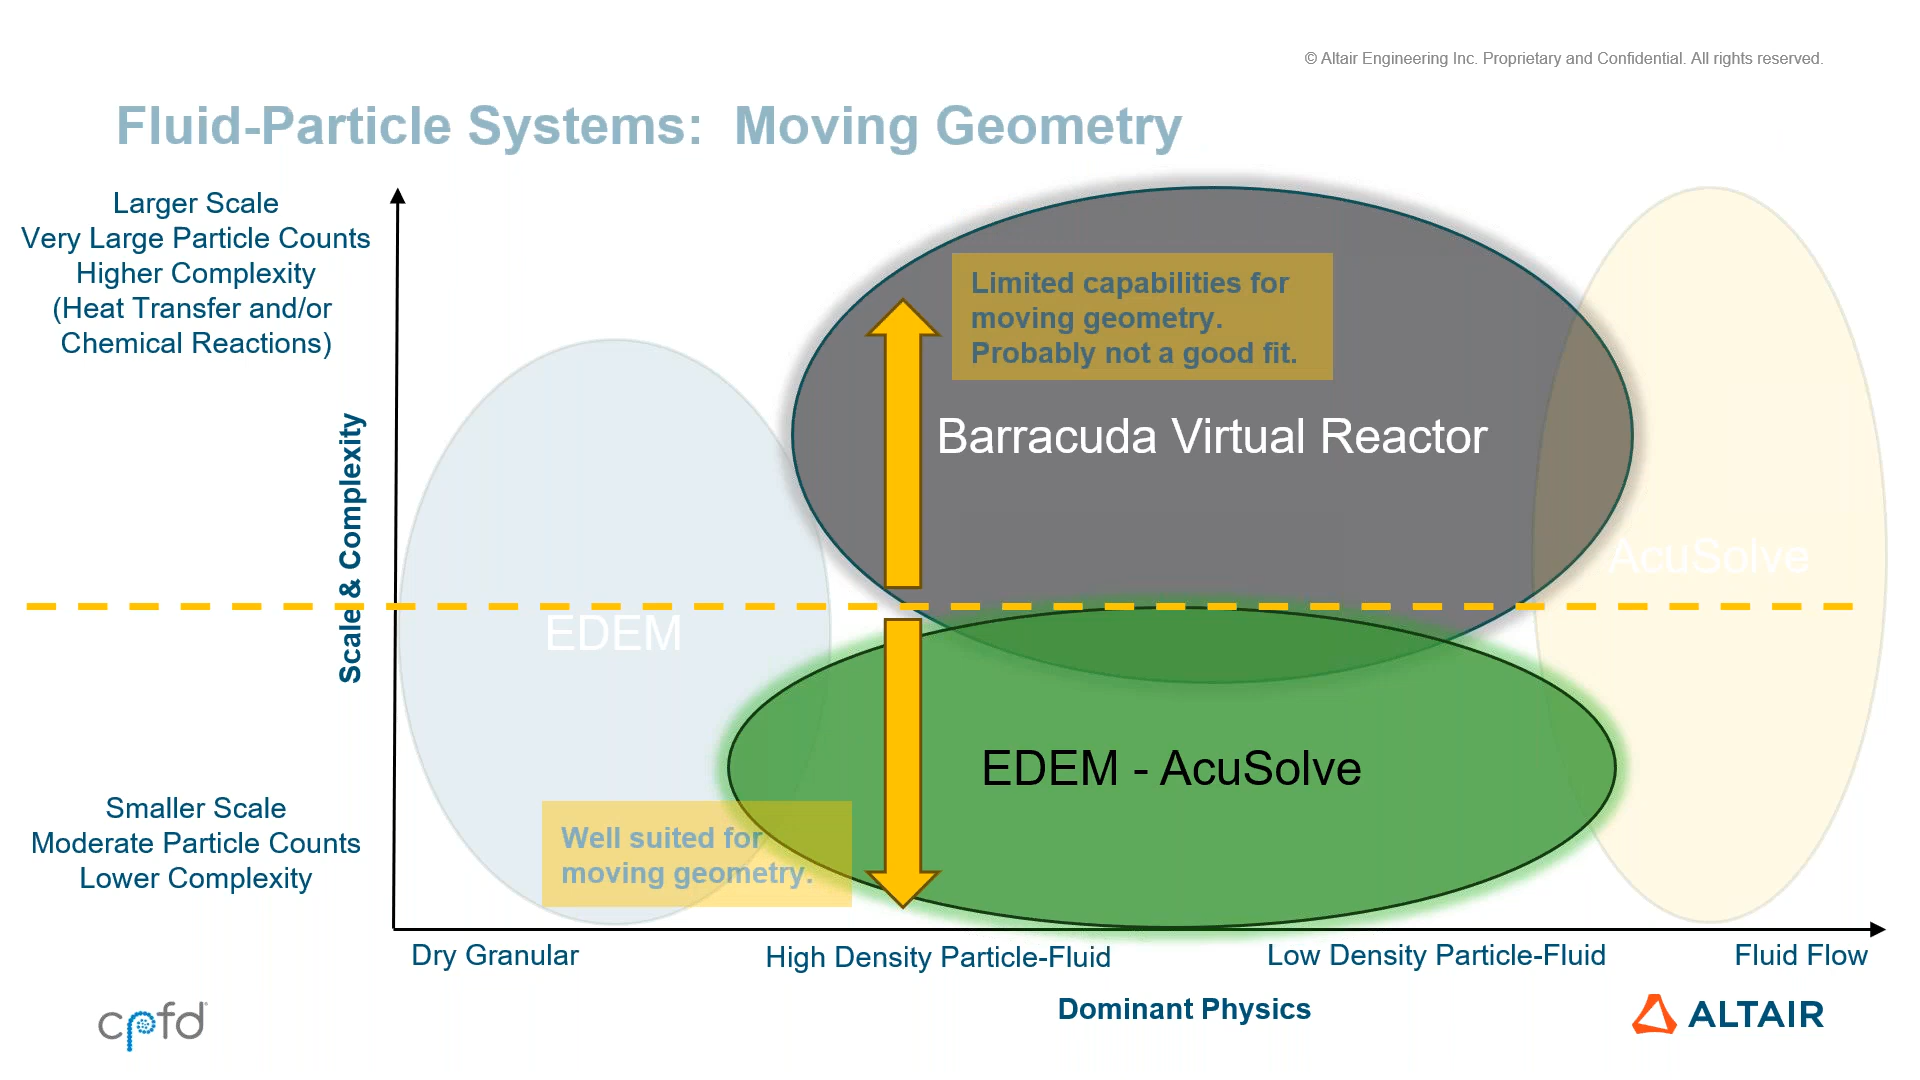 © Altair Engineering Inc. Proprietary and Confidential. All rights reserved.
Fluid-Particle Systems:  Moving Geometry
Larger Scale
Very Large Particle Counts
Higher Complexity
(Heat Transfer and/or
Chemical Reactions)
Scale & Complexity
Smaller Scale
Moderate Particle Counts
Lower Complexity
Limited capabilities for
moving geometry.
Probably not a good fit.
Barracuda Virtual Reactor
AcuSolve
EDEM
EDEM - AcuSolve
Well suited for
moving geometry.
Dry Granular
High Density Particle-Fluid
Low Density Particle-Fluid
Fluid Flow
Dominant Physics
cpfd
ALTAIR